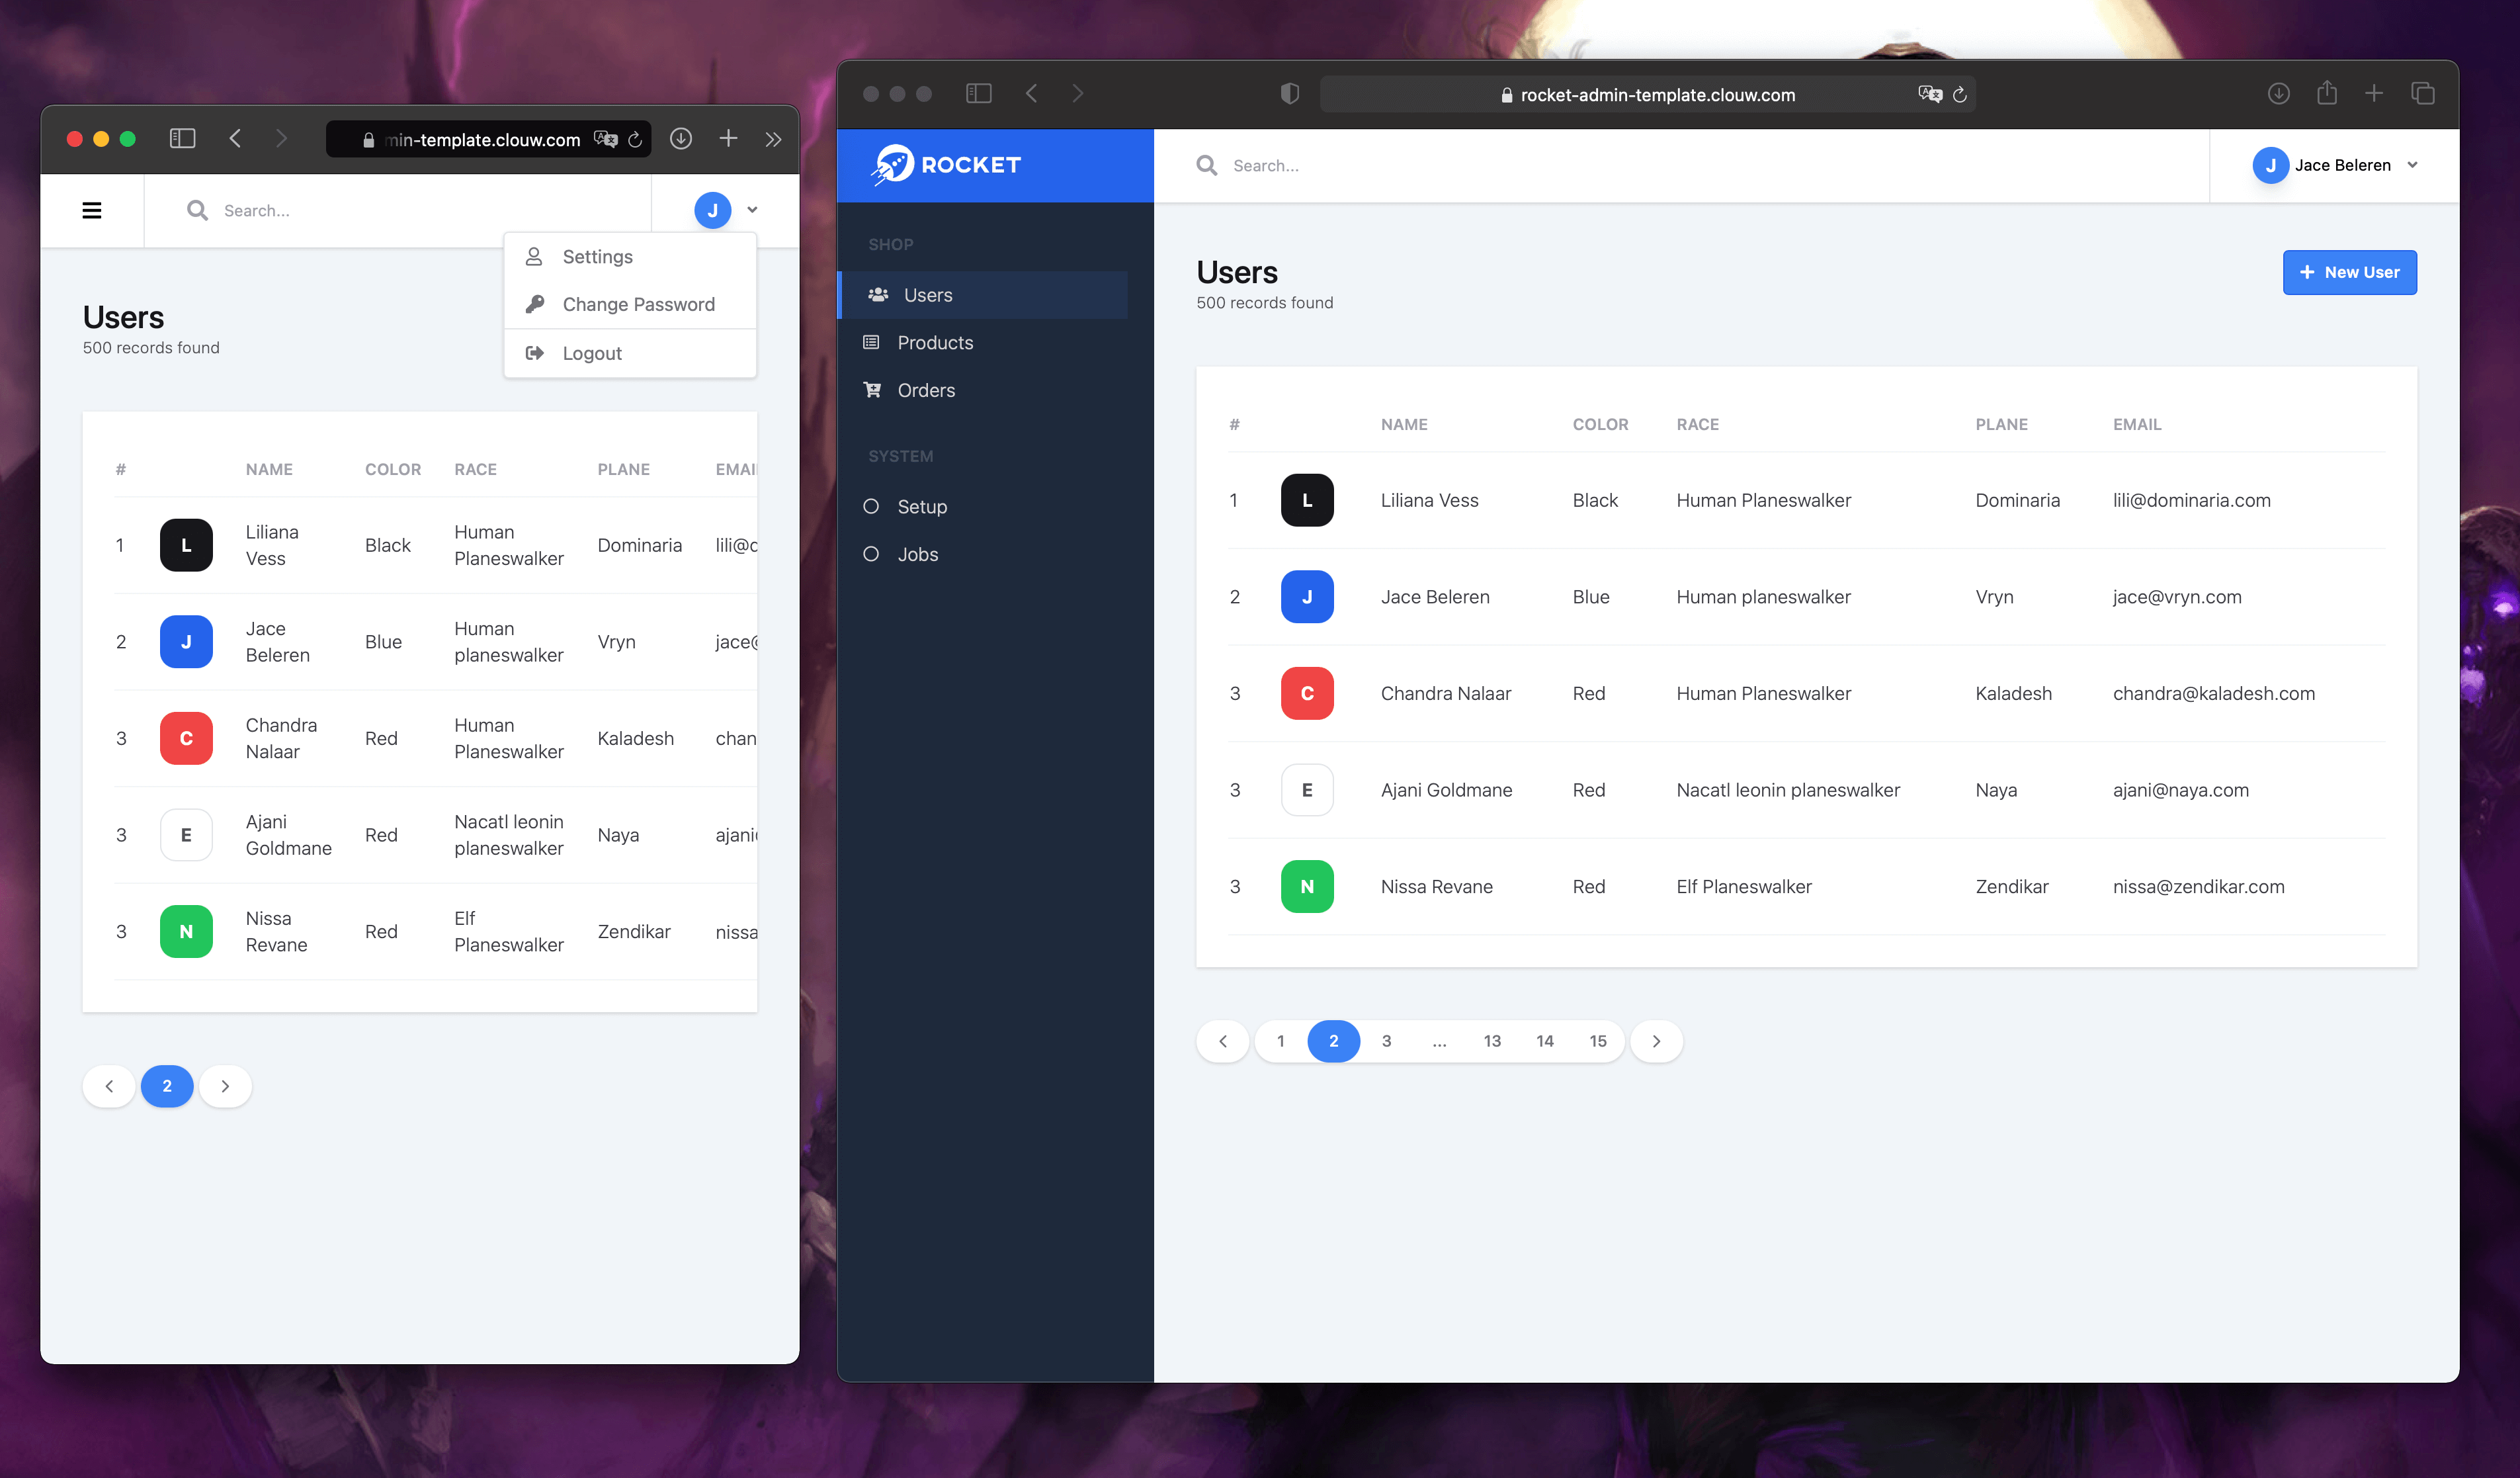 min-template.clouw.com
Search...
J
Settings
Change Password
Logout
Users
500 records found
# NAME COLOR RACE PLANE EMAI
1 L Liliana Vess Black Human Planeswalker Dominaria lili@d
2 J Jace Beleren Blue Human planeswalker Vryn jace@
3 C Chandra Nalaar Red Human Planeswalker Kaladesh chan
3 E Ajani Goldmane Red Nacatl leonin planeswalker Naya ajani
3 N Nissa Revane Red Elf Planeswalker Zendikar nissa
2
rocket-admin-template.clouw.com
ROCKET
Search...
J Jace Beleren
SHOP
Users
Products
Orders
SYSTEM
Setup
Jobs
Users
500 records found
New User
# NAME COLOR RACE PLANE EMAIL
1 L Liliana Vess Black Human Planeswalker Dominaria lili@dominaria.com
2 J Jace Beleren Blue Human planeswalker Vryn jace@vryn.com
3 C Chandra Nalaar Red Human Planeswalker Kaladesh chandra@kaladesh.com
3 E Ajani Goldmane Red Nacatl leonin planeswalker Naya ajani@naya.com
3 N Nissa Revane Red Elf Planeswalker Zendikar nissa@zendikar.com
1 2 3 ... 13 14 15